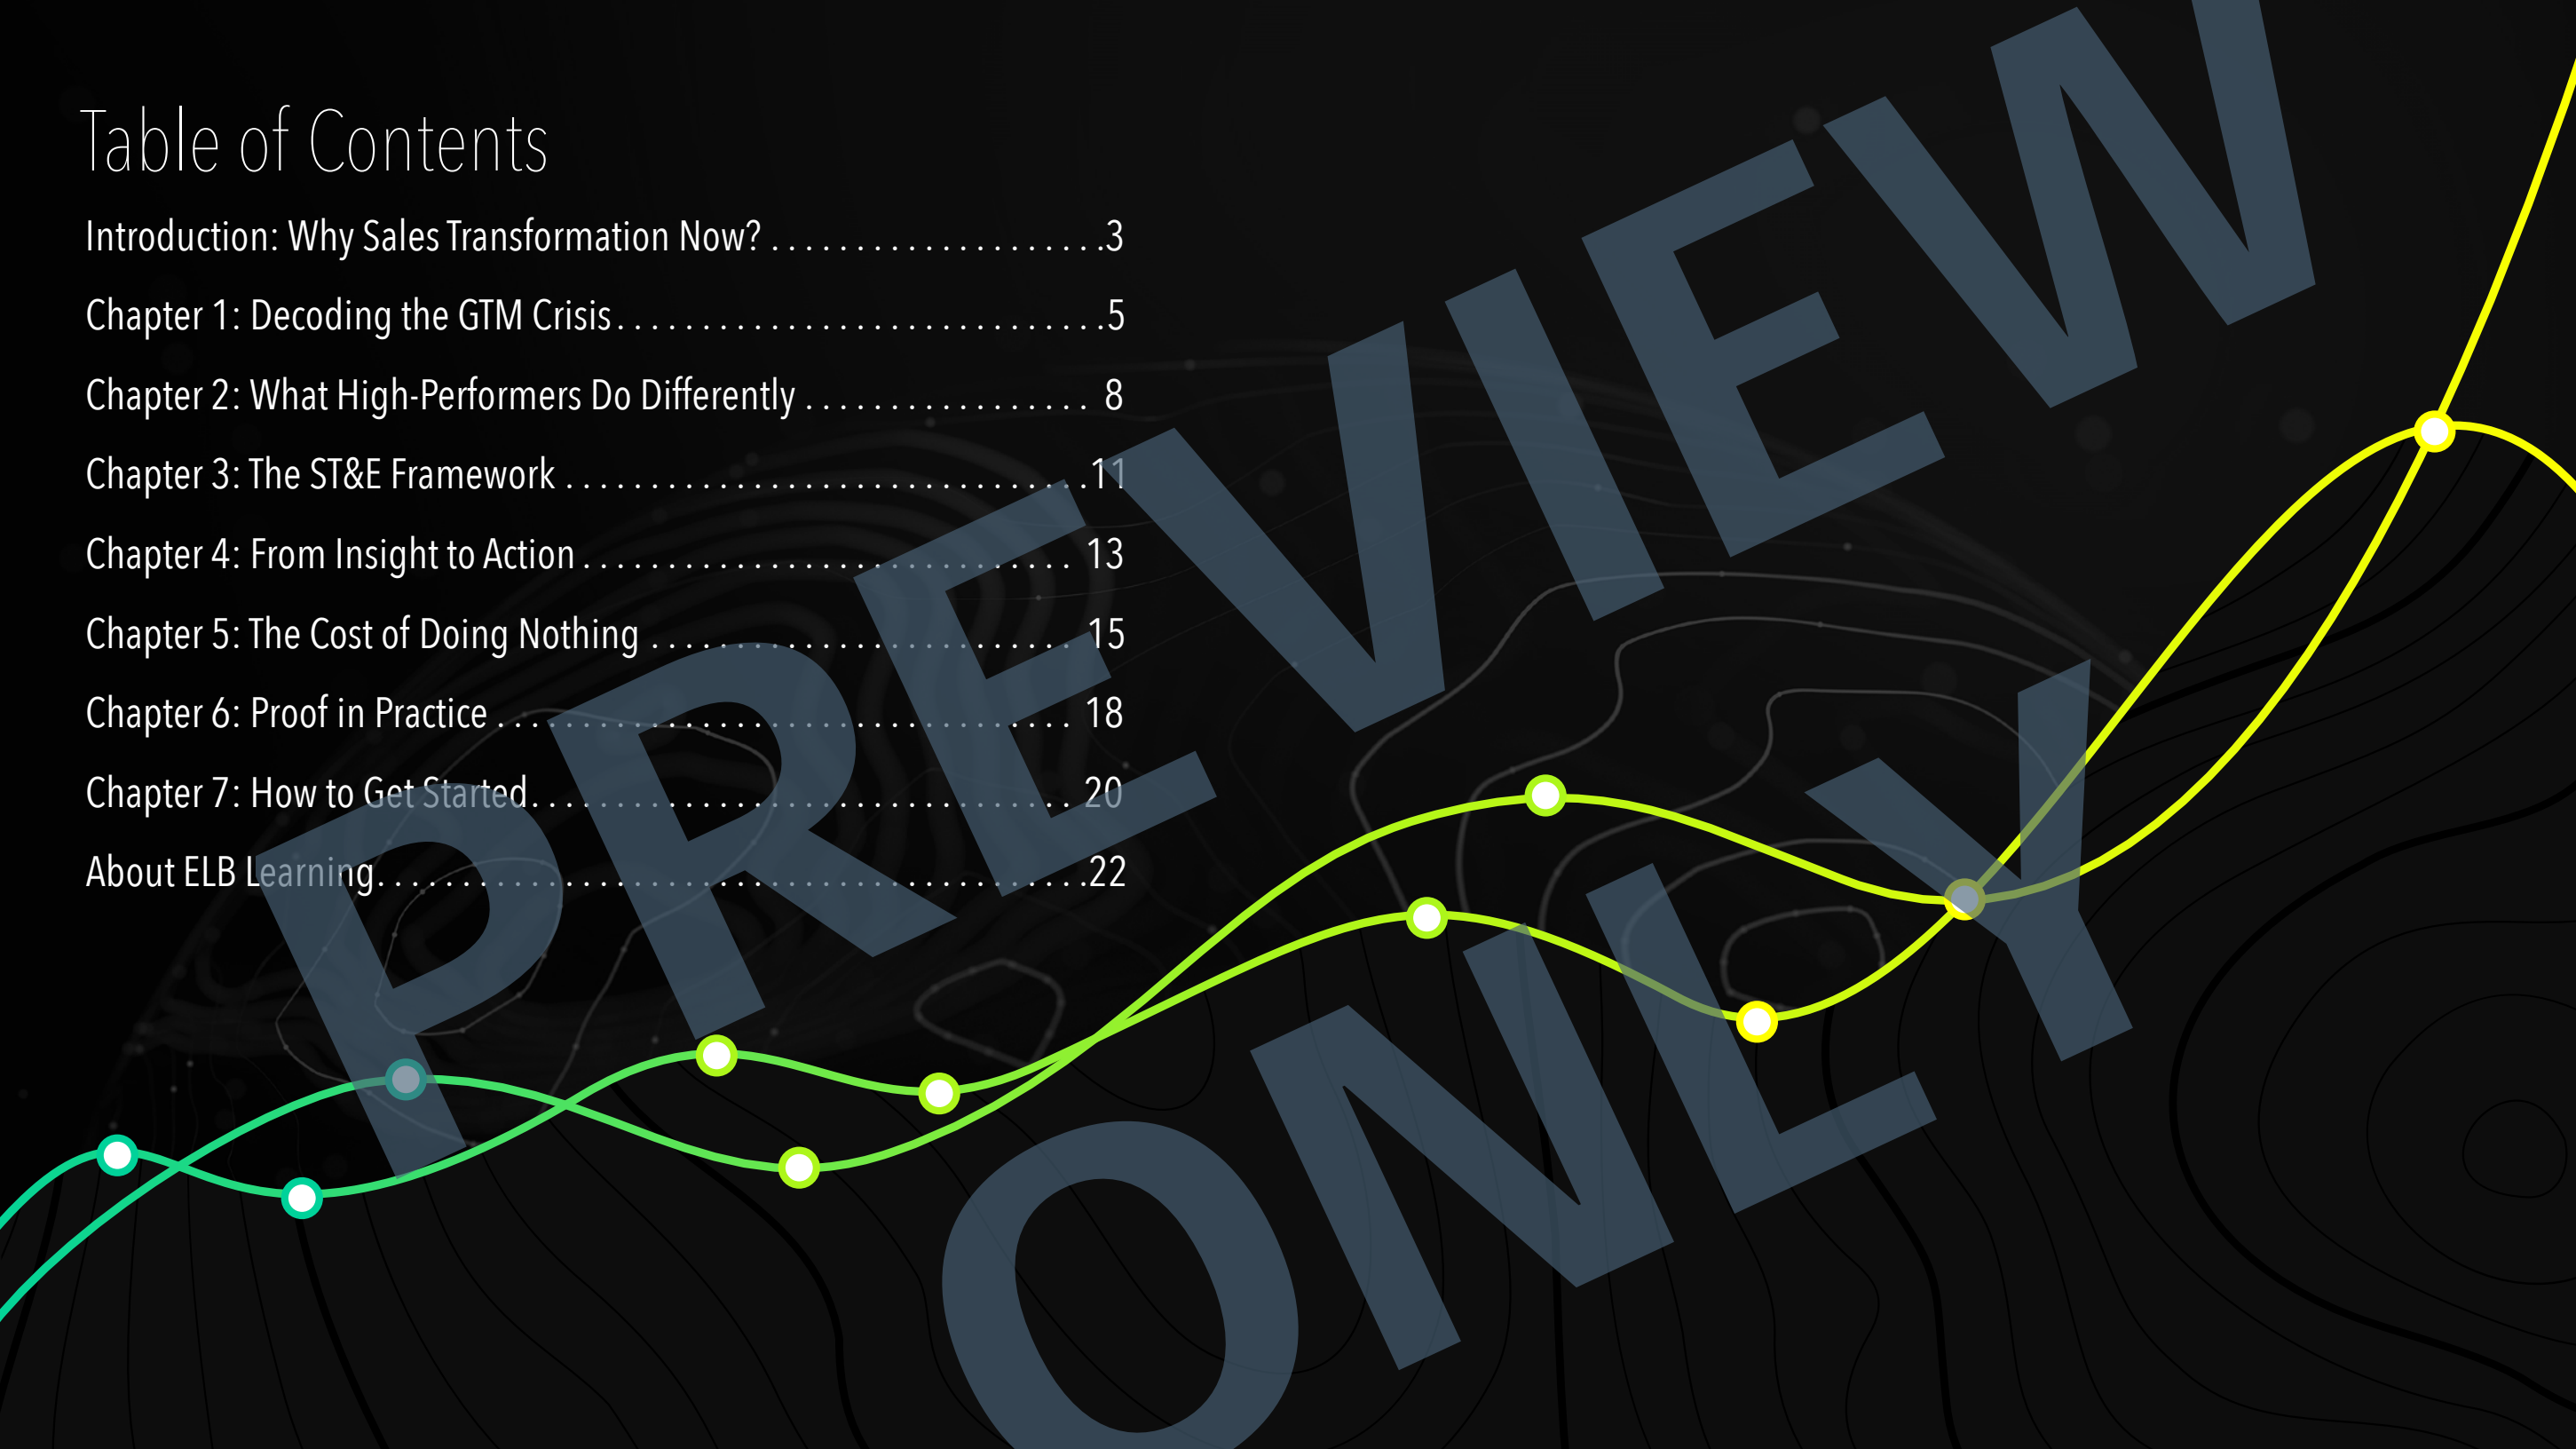 Table of Contents
Introduction: Why Sales Transformation Now? . . . . . . . . . . . . . . . . . . . .3
Chapter 1: Decoding the GTM Crisis. . . . . . . . . . . . . . . . . . . . . . . . . . . . .5
Chapter 2: What High-Performers Do Differently . . . . . . . . . . . . . . . . . 8
Chapter 3: The ST&E Framework . . . . . . . . . . . . . . . . . . . . . . . . . . . . . . .11
Chapter 4: From Insight to Action . . . . . . . . . . . . . . . . . . . . . . . . . . . . . 13
Chapter 5: The Cost of Doing Nothing . . . . . . . . . . . . . . . . . . . . . . . . . 15
Chapter 6: Proof in Practice . . . . . . . . . . . . . . . . . . . . . . . . . . . . . . . . . . 18
Chapter 7: How to Get Started. . . . . . . . . . . . . . . . . . . . . . . . . . . . . . . . 20
About ELB Learning. . . . . . . . . . . . . . . . . . . . . . . . . . . . . . . . . . . . . . . . . .22
PREVIEW
ONLY